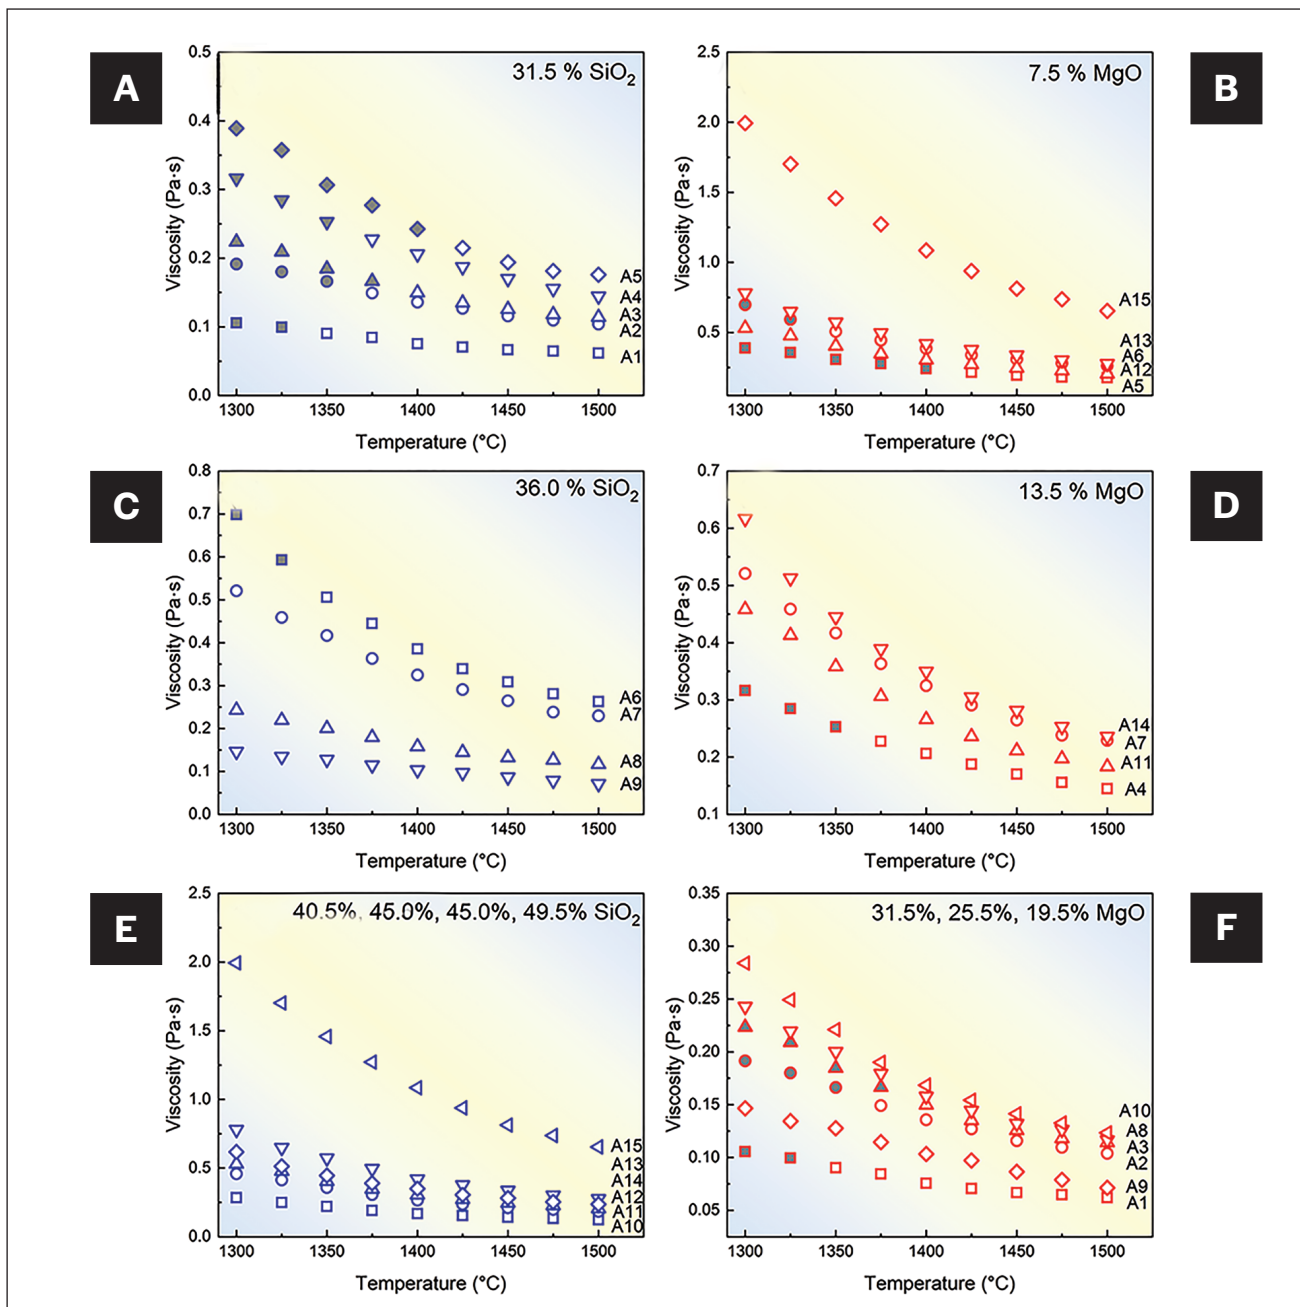 A
31.5 % SiO2
Viscosity (Pa·s)
0.5
0.4
0.3
0.2
0.1
0.0
A5
A4
A3
A2
A1
1300 1350 1400 1450 1500
Temperature (°C)
B
7.5 % MgO
Viscosity (Pa·s)
2.5
2.0
1.5
1.0
0.5
A15
A13
A6
A12
A5
1300 1350 1400 1450 1500
Temperature (°C)
C
36.0 % SiO2
Viscosity (Pa·s)
0.8
0.7
0.6
0.5
0.4
0.3
0.2
0.1
0.0
A6
A7
A8
A9
1300 1350 1400 1450 1500
Temperature (°C)
D
13.5 % MgO
Viscosity (Pa·s)
0.7
0.6
0.5
0.4
0.3
0.2
0.1
A14
A7
A11
A4
1300 1350 1400 1450 1500
Temperature (°C)
E
40.5%, 45.0%, 45.0%, 49.5% SiO2
Viscosity (Pa·s)
2.5
2.0
1.5
1.0
0.5
0.0
A15
A13
A14
A12
A11
A10
1300 1350 1400 1450 1500
Temperature (°C)
F
31.5%, 25.5%, 19.5% MgO
Viscosity (Pa·s)
0.35
0.30
0.25
0.20
0.15
0.10
0.05
A10
A8
A3
A2
A9
A1
1300 1350 1400 1450 1500
Temperature (°C)